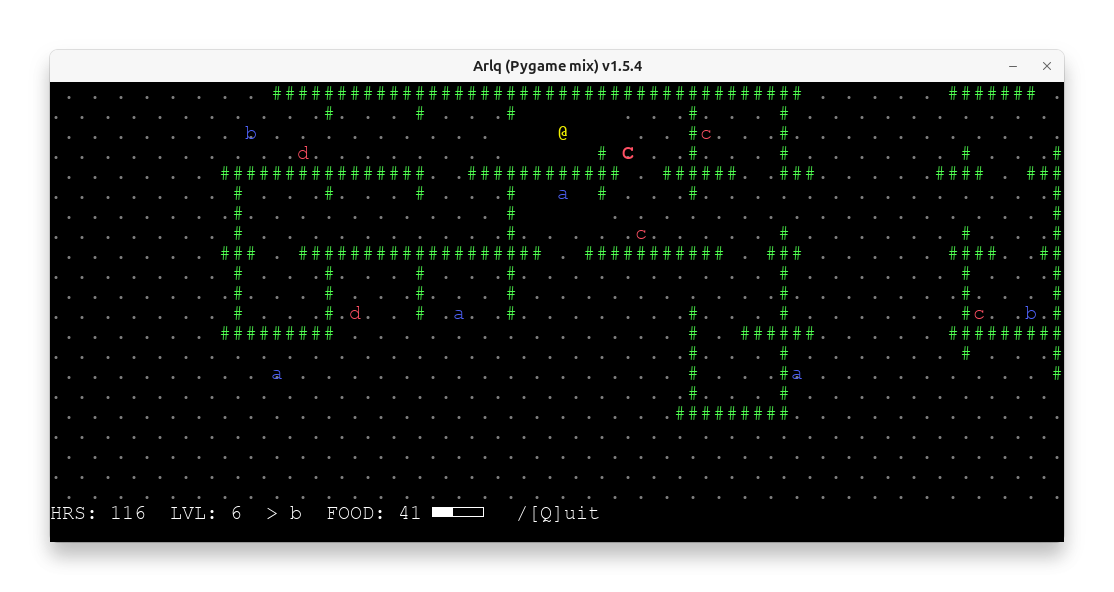 Arlq (Pygame mix) v1.5.4
######################################### #######
# # # # #
b @ #c #
d # C # # # #
################ ############ ###### ### #### ###
# # # # a # # #
# # #
# # c # # #
### ################### ########### ### #### ##
# # # # # # #
# # # # # # #
# # d # a # # # #c b #
######### # ###### #########
# # # #
a # #a #
# #
#########
HRS: 116 LVL: 6 > b FOOD: 41 /[Q]uit